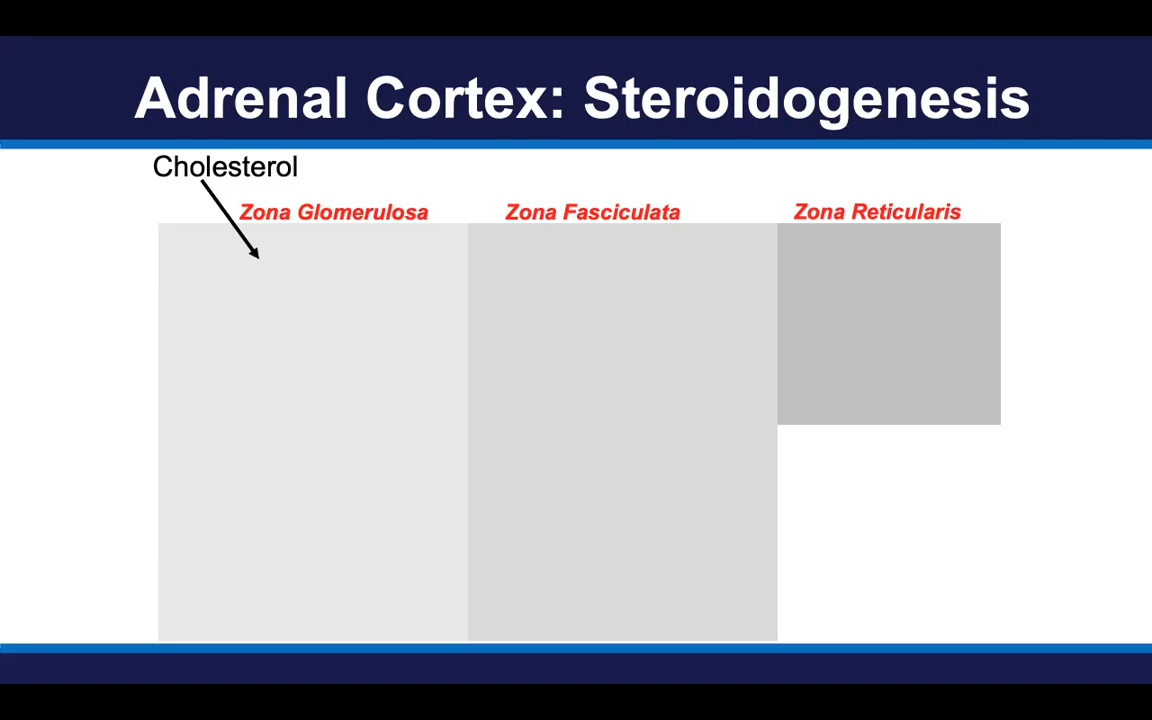 Adrenal Cortex: Steroidogenesis
Cholesterol
Zona Glomerulosa
Zona Fasciculata
Zona Reticularis